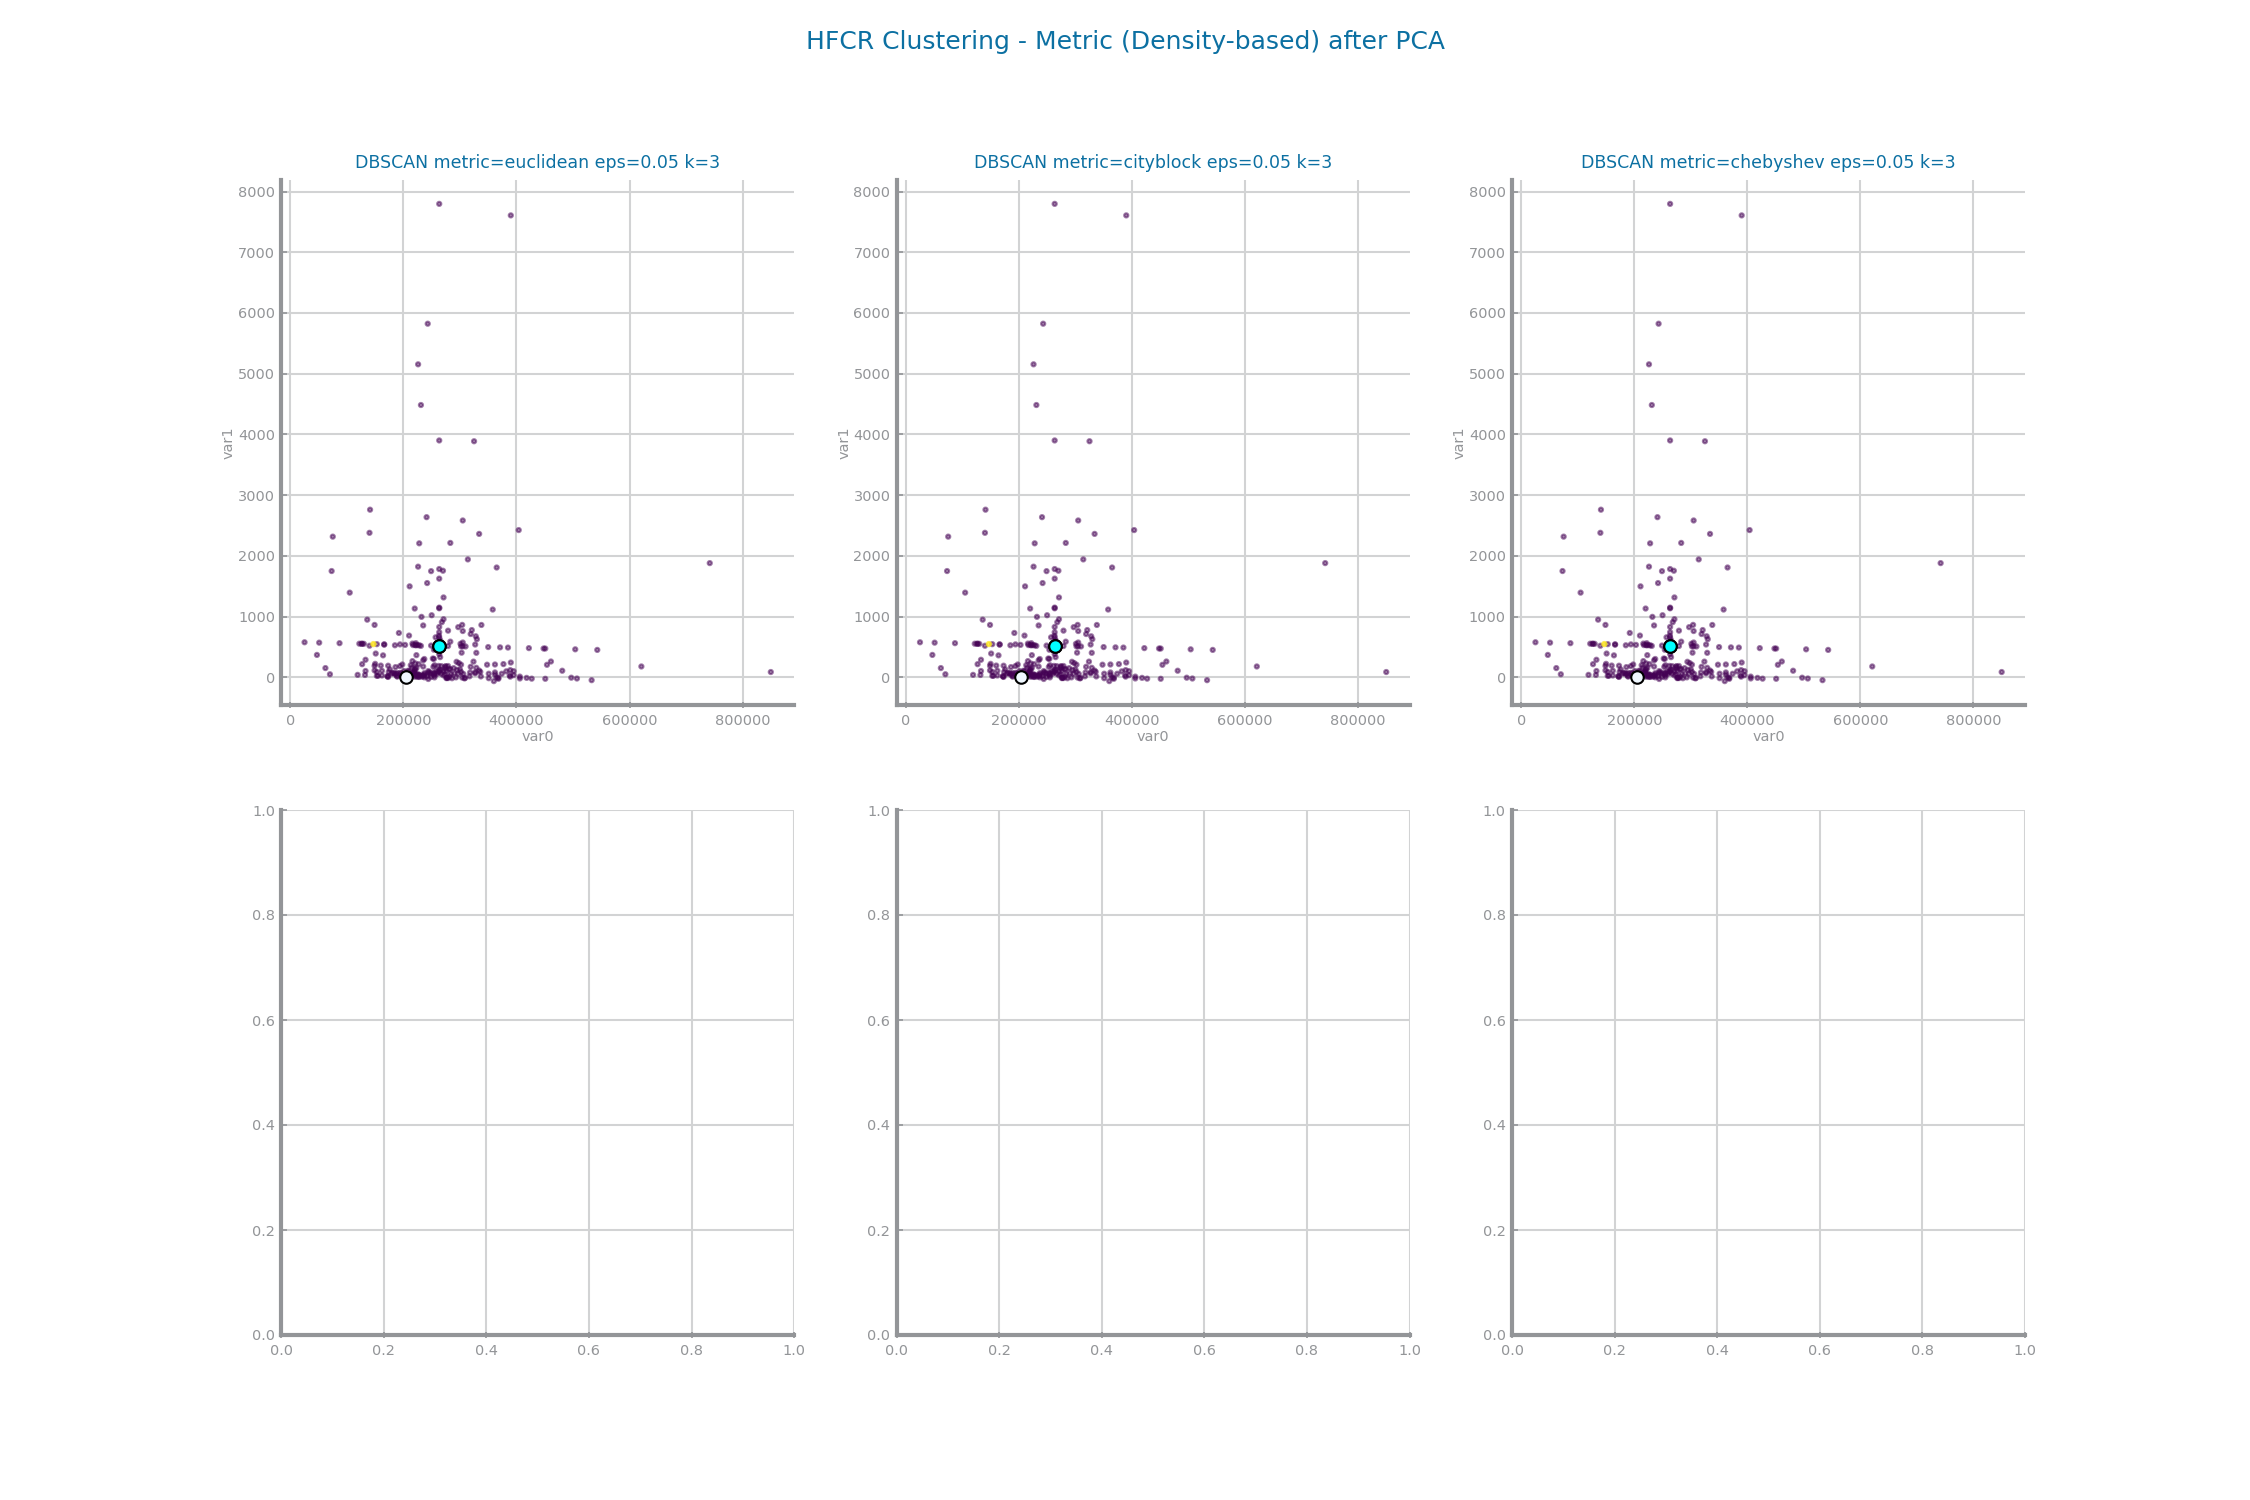 HFCR Clustering - Metric (Density-based) after PCA
DBSCAN metric=euclidean eps=0.05 k=3
8000
7000
6000
5000
4000
3000
2000
1000
0
var1
0 200000 400000 600000 800000
var0
DBSCAN metric=cityblock eps=0.05 k=3
8000
7000
6000
5000
4000
3000
2000
1000
0
var1
0 200000 400000 600000 800000
var0
DBSCAN metric=chebyshev eps=0.05 k=3
8000
7000
6000
5000
4000
3000
2000
1000
0
var1
0 200000 400000 600000 800000
var0
1.0
0.8
0.6
0.4
0.2
0.0
0.0 0.2 0.4 0.6 0.8 1.0
1.0
0.8
0.6
0.4
0.2
0.0
0.0 0.2 0.4 0.6 0.8 1.0
1.0
0.8
0.6
0.4
0.2
0.0
0.0 0.2 0.4 0.6 0.8 1.0